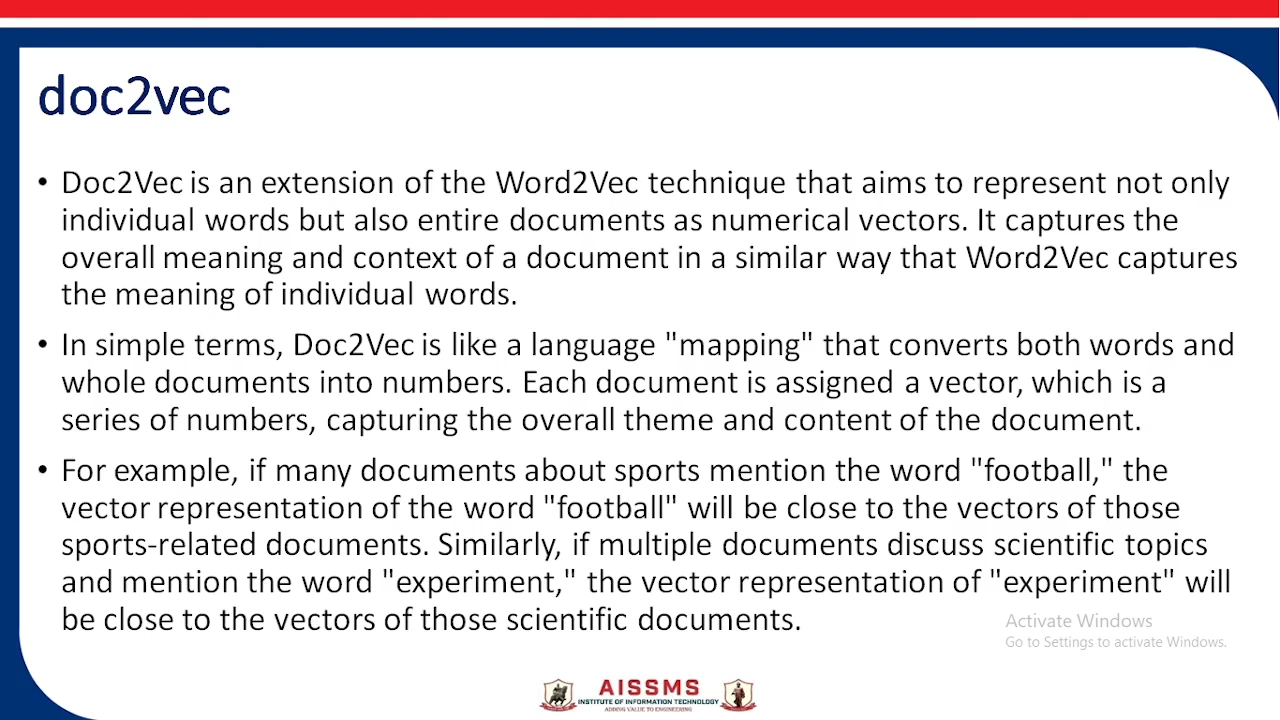 doc2vec
• Doc2Vec is an extension of the Word2Vec technique that aims to represent not only
individual words but also entire documents as numerical vectors. It captures the
overall meaning and context of a document in a similar way that Word2Vec captures
the meaning of individual words.
• In simple terms, Doc2Vec is like a language "mapping" that converts both words and
whole documents into numbers. Each document is assigned a vector, which is a
series of numbers, capturing the overall theme and content of the document.
• For example, if many documents about sports mention the word "football," the
vector representation of the word "football" will be close to the vectors of those
sports-related documents. Similarly, if multiple documents discuss scientific topics
and mention the word "experiment," the vector representation of "experiment" will
be close to the vectors of those scientific documents.
Activate Windows
Go to Settings to activate Windows.
AISSMS
INSTITUTE OF INFORMATION TECHNOLOGY
ADDING VALUE TO ENGINEERING